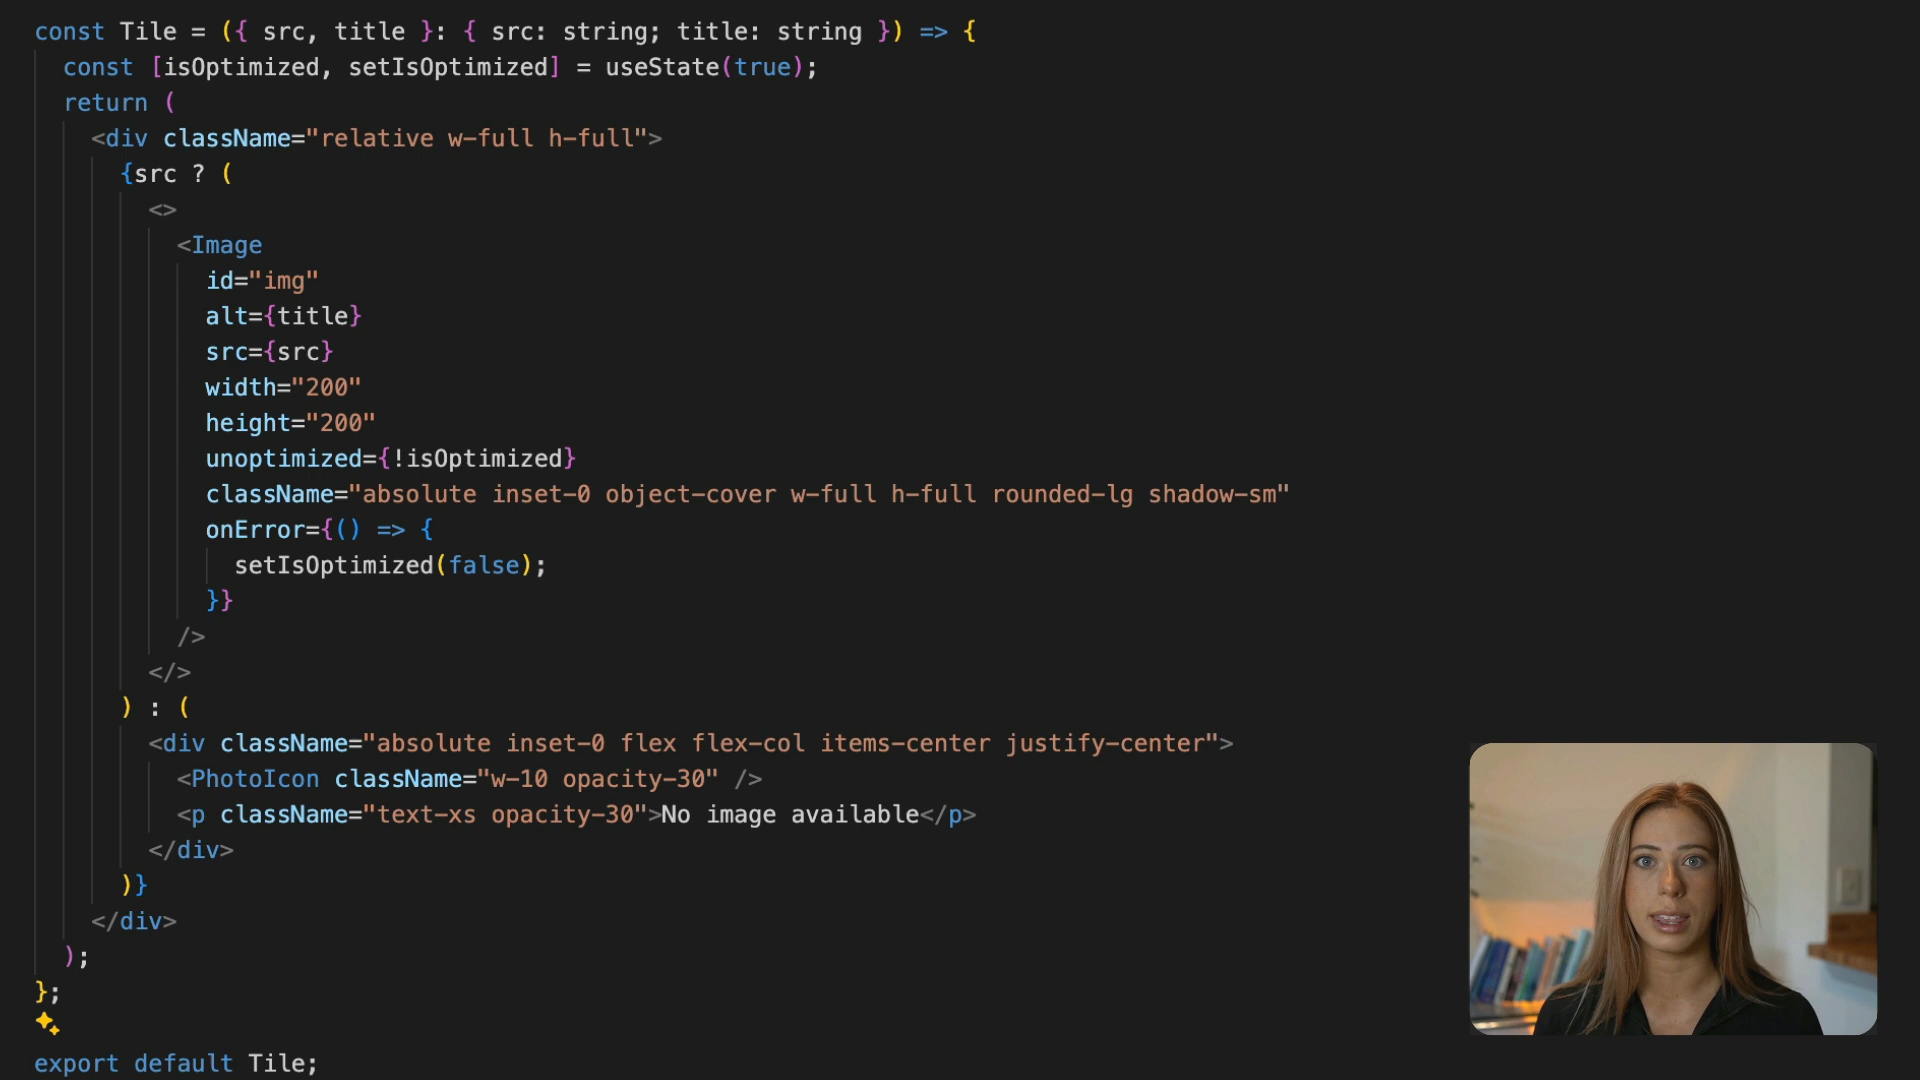 const Tile = ({ src, title }: { src: string; title: string }) => {
const [isOptimized, setIsOptimized] = useState(true);
return (
<div className="relative w-full h-full">
{src ? (
<>
<Image
id="img"
alt={title}
src={src}
width="200"
height="200"
unoptimized={!isOptimized}
className="absolute inset-0 object-cover w-full h-full rounded-lg shadow-sm"
onError={() => {
setIsOptimized(false);
}}
/>
</>
) : (
<div className="absolute inset-0 flex flex-col items-center justify-center">
<PhotoIcon className="w-10 opacity-30" />
<p className="text-xs opacity-30">No image available</p>
</div>
)}
</div>
);
};
export default Tile;